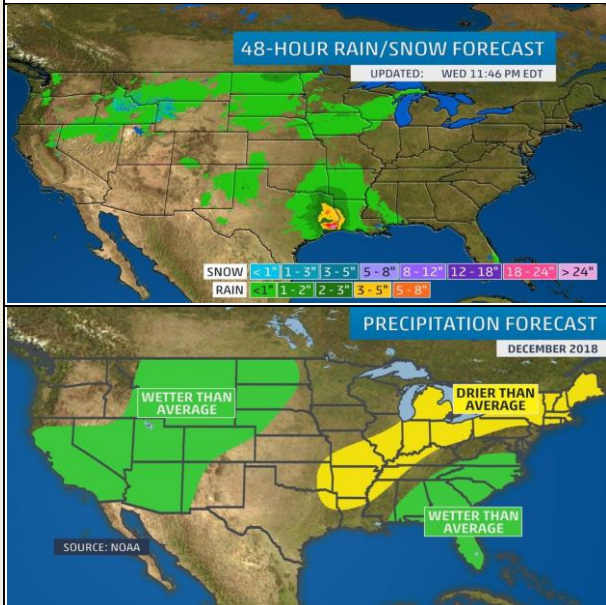 48-HOUR RAIN/SNOW FORECAST
UPDATED: WED 11:46 PM EDT
SNOW <1" 1 - 3" 3 - 5" 5 - 8" 8 - 12" 12 - 18" 18 - 24" > 24"
RAIN <1" 1 - 2" 2 - 3" 3 - 5" 5 - 8"
PRECIPITATION FORECAST
DECEMBER 2018
WETTER THAN
AVERAGE
DRIER THAN
AVERAGE
WETTER THAN
AVERAGE
SOURCE: NOAA